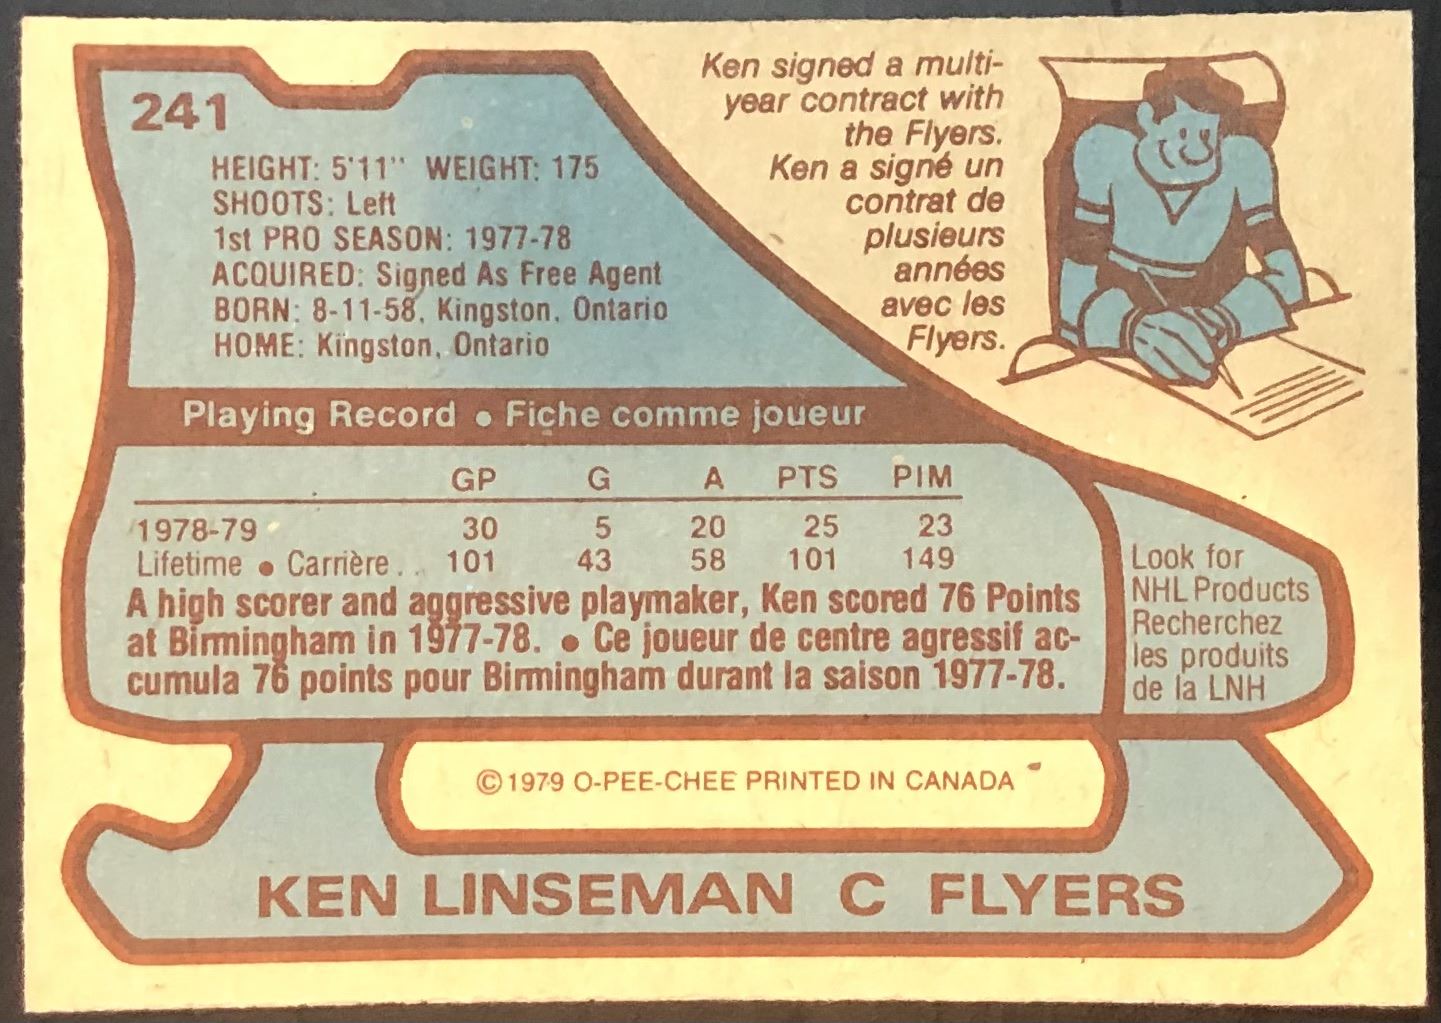 241
HEIGHT: 5'11" WEIGHT: 175
SHOOTS: Left
1st PRO SEASON: 1977-78
ACQUIRED: Signed As Free Agent
BORN: 8-11-58, Kingston, Ontario
HOME: Kingston, Ontario
Ken signed a multi-
year contract with
the Flyers.
Ken a signé un
contrat de
plusieurs
années
avec les
Flyers.
Playing Record • Fiche comme joueur
GP G A PTS PIM
1978-79 30 5 20 25 23
Lifetime • Carrière . . 101 43 58 101 149
A high scorer and aggressive playmaker, Ken scored 76 Points
at Birmingham in 1977-78. • Ce joueur de centre agressif ac-
cumula 76 points pour Birmingham durant la saison 1977-78.
Look for
NHL Products
Recherchez
les produits
de la LNH
© 1979 O-PEE-CHEE PRINTED IN CANADA
KEN LINSEMAN C FLYERS